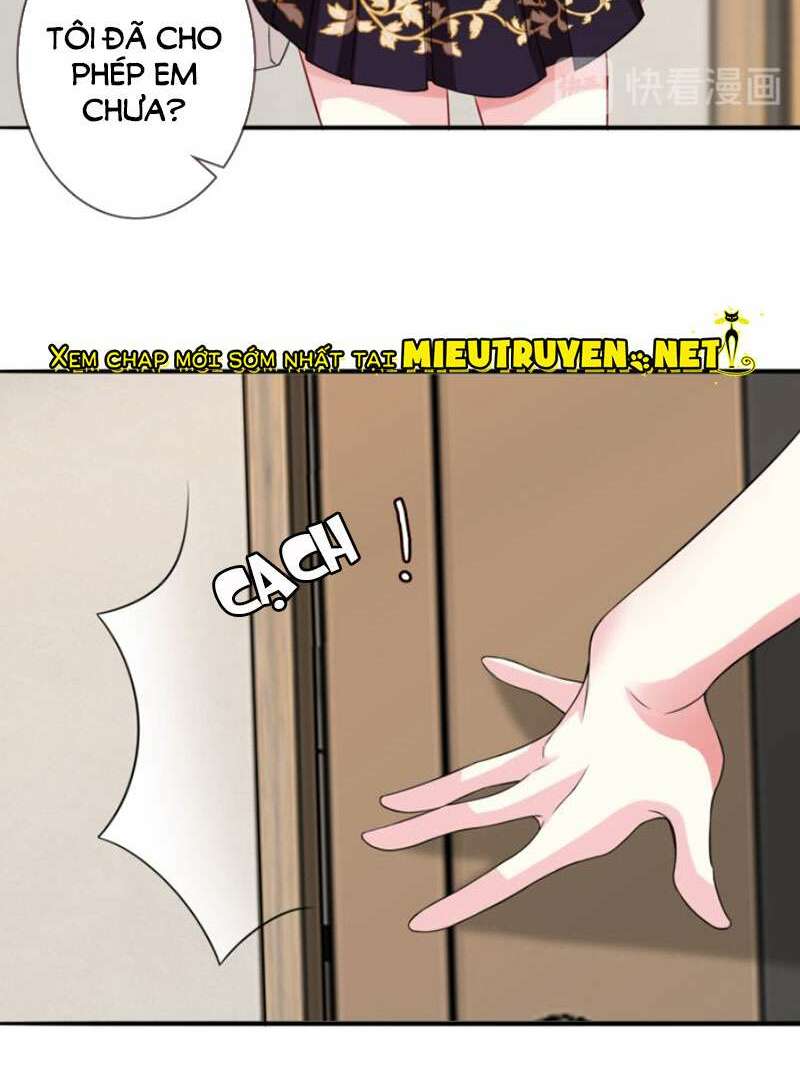 TÔI ĐÃ CHO
PHÉP EM
CHƯA?
快看漫画
XEM CHAP MỚI SỚM NHẤT TẠI MIEUTRUYEN.NET
CẠCH !